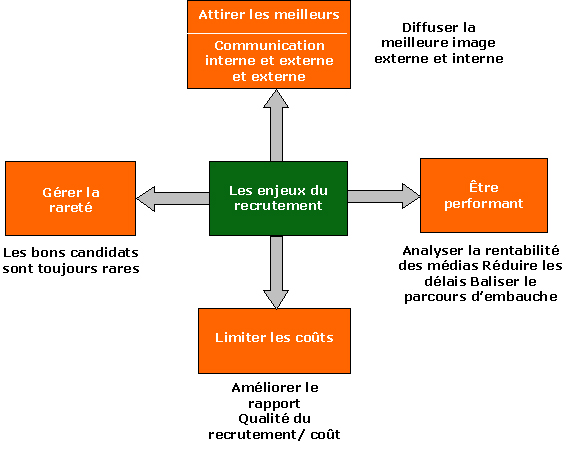 Attirer les meilleurs
Communication
interne et externe
et externe
Diffuser la
meilleure image
externe et interne
Gérer la
rareté
Les enjeux du
recrutement
Être
performant
Les bons candidats
sont toujours rares
Analyser la rentabilité
des médias Réduire les
délais Baliser le
parcours d’embauche
Limiter les coûts
Améliorer le
rapport
Qualité du
recrutement/ coût